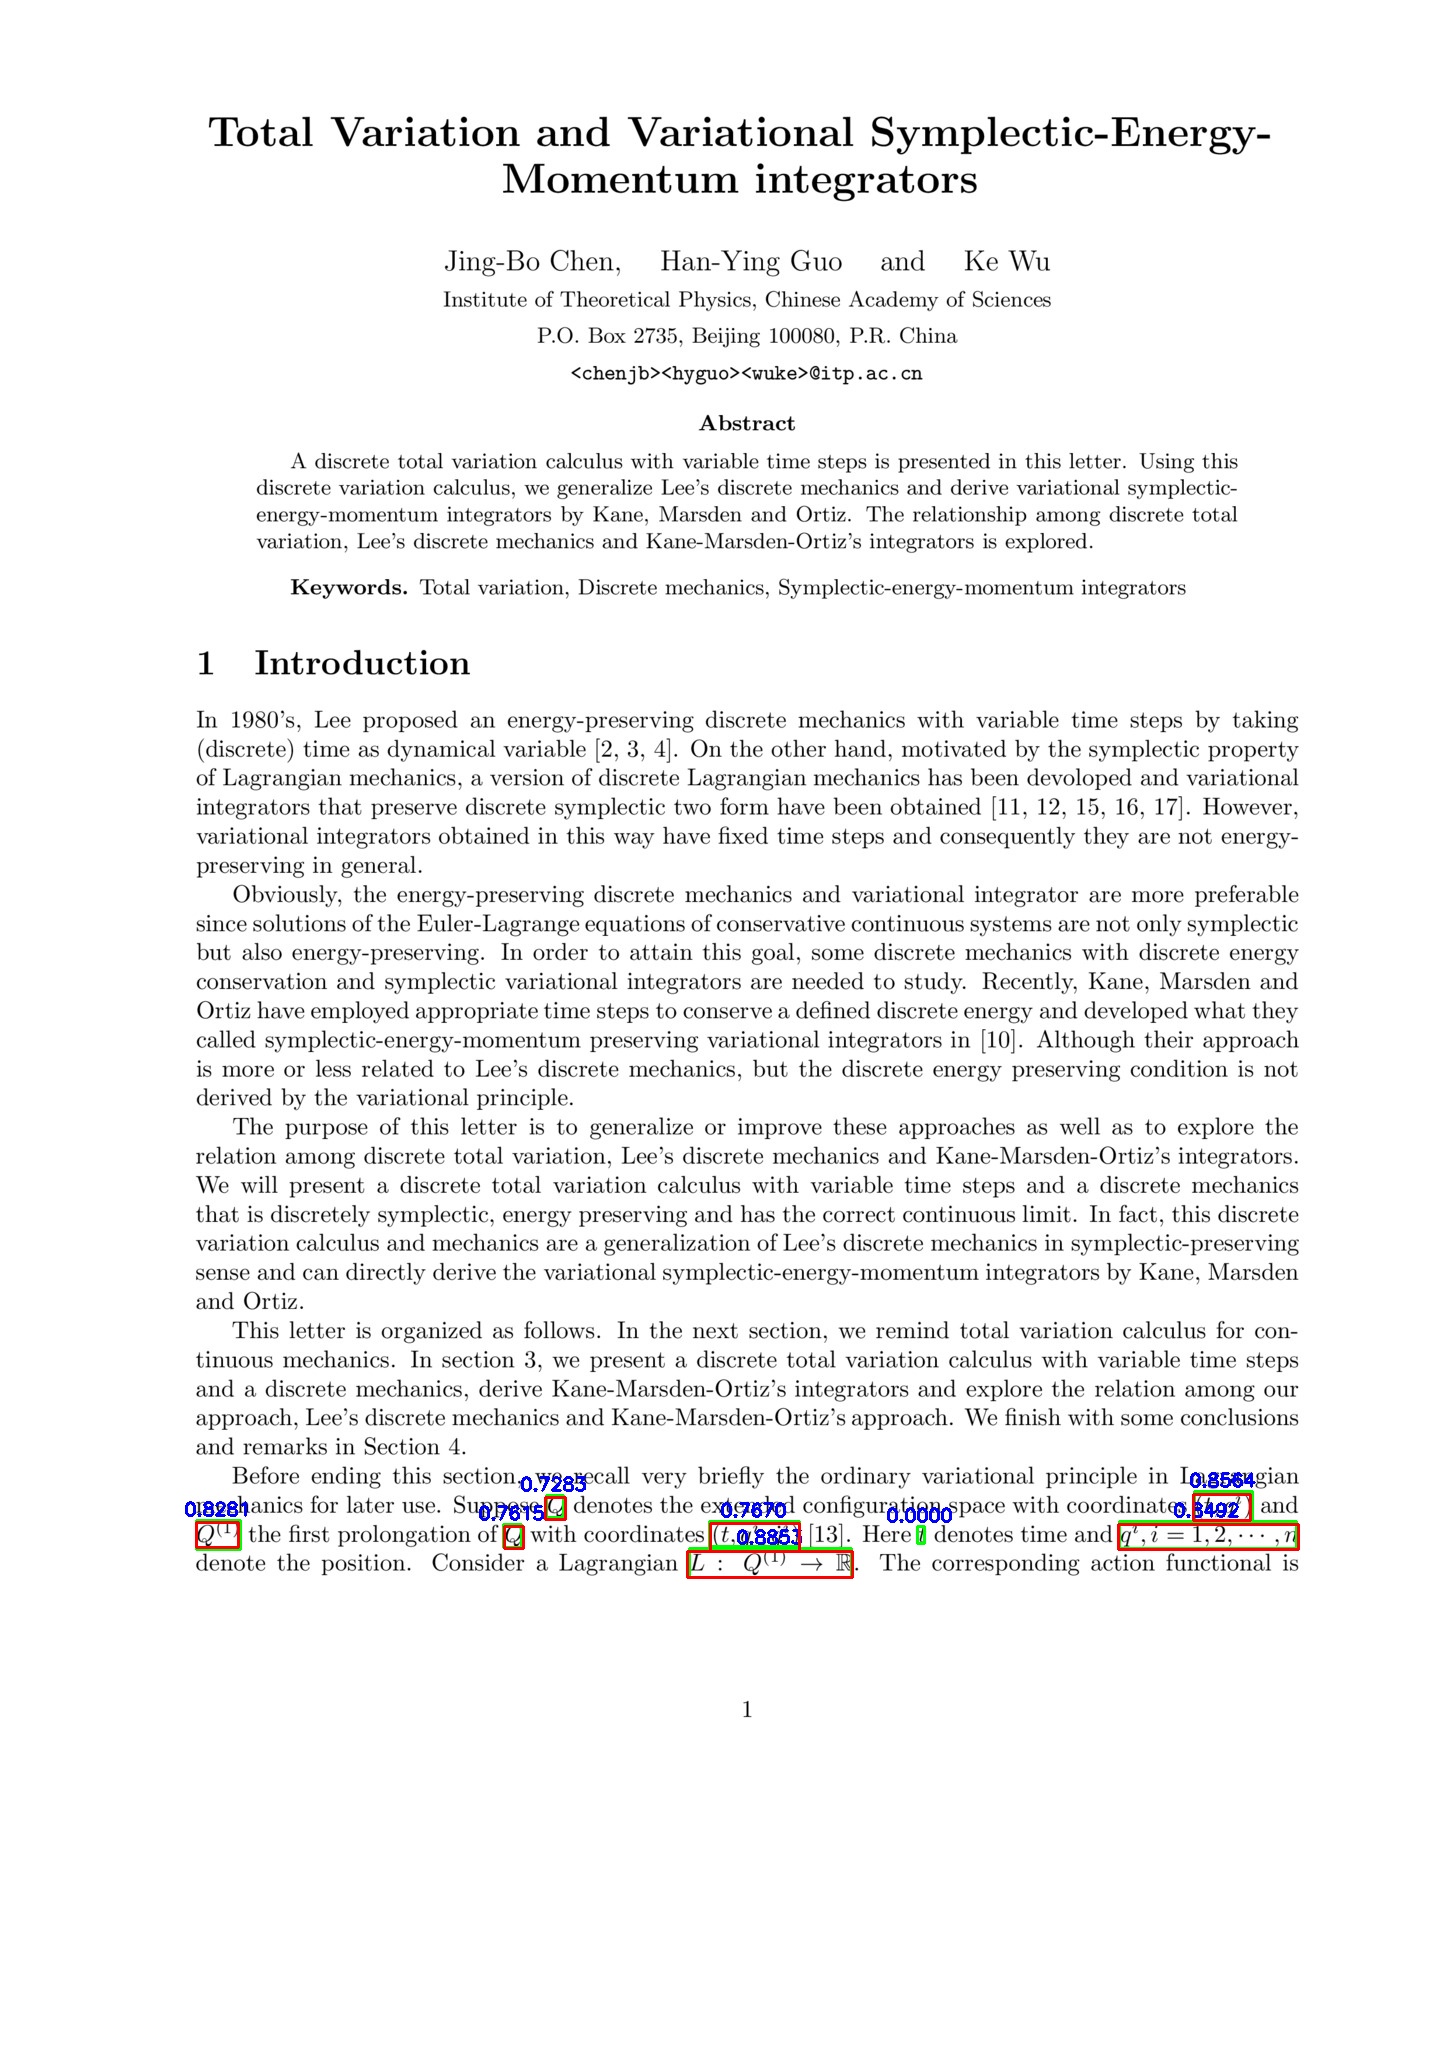 Total Variation and Variational Symplectic-Energy-
Momentum integrators
Jing-Bo Chen, Han-Ying Guo and Ke Wu
Institute of Theoretical Physics, Chinese Academy of Sciences
P.O. Box 2735, Beijing 100080, P.R. China
<chenjb><hyguo><wuke>@itp.ac.cn
Abstract
A discrete total variation calculus with variable time steps is presented in this letter. Using this
discrete variation calculus, we generalize Lee's discrete mechanics and derive variational symplectic-
energy-momentum integrators by Kane, Marsden and Ortiz. The relationship among discrete total
variation, Lee's discrete mechanics and Kane-Marsden-Ortiz's integrators is explored.
Keywords. Total variation, Discrete mechanics, Symplectic-energy-momentum integrators
1 Introduction
In 1980's, Lee proposed an energy-preserving discrete mechanics with variable time steps by taking
(discrete) time as dynamical variable [2, 3, 4]. On the other hand, motivated by the symplectic property
of Lagrangian mechanics, a version of discrete Lagrangian mechanics has been devoloped and variational
integrators that preserve discrete symplectic two form have been obtained [11, 12, 15, 16, 17]. However,
variational integrators obtained in this way have fixed time steps and consequently they are not energy-
preserving in general.
Obviously, the energy-preserving discrete mechanics and variational integrator are more preferable
since solutions of the Euler-Lagrange equations of conservative continuous systems are not only symplectic
but also energy-preserving. In order to attain this goal, some discrete mechanics with discrete energy
conservation and symplectic variational integrators are needed to study. Recently, Kane, Marsden and
Ortiz have employed appropriate time steps to conserve a defined discrete energy and developed what they
called symplectic-energy-momentum preserving variational integrators in [10]. Although their approach
is more or less related to Lee's discrete mechanics, but the discrete energy preserving condition is not
derived by the variational principle.
The purpose of this letter is to generalize or improve these approaches as well as to explore the
relation among discrete total variation, Lee's discrete mechanics and Kane-Marsden-Ortiz's integrators.
We will present a discrete total variation calculus with variable time steps and a discrete mechanics
that is discretely symplectic, energy preserving and has the correct continuous limit. In fact, this discrete
variation calculus and mechanics are a generalization of Lee's discrete mechanics in symplectic-preserving
sense and can directly derive the variational symplectic-energy-momentum integrators by Kane, Marsden
and Ortiz.
This letter is organized as follows. In the next section, we remind total variation calculus for con-
tinuous mechanics. In section 3, we present a discrete total variation calculus with variable time steps
and a discrete mechanics, derive Kane-Marsden-Ortiz's integrators and explore the relation among our
approach, Lee's discrete mechanics and Kane-Marsden-Ortiz's approach. We finish with some conclusions
and remarks in Section 4.
Before ending this section, we recall very briefly the ordinary variational principle in Lagrangian
0.7283 0.8564
mechanics for later use. Suppose Q denotes the extended configuration space with coordinates and
0.8281 0.7615 0.7670 0.0000 0.8492
Q⁽¹⁾ the first prolongation of Q with coordinates [13]. Here t denotes time and qⁱ, i = 1, 2, ⋯ , n
0.8853
denote the position. Consider a Lagrangian L : Q⁽¹⁾ → ℝ. The corresponding action functional is
1